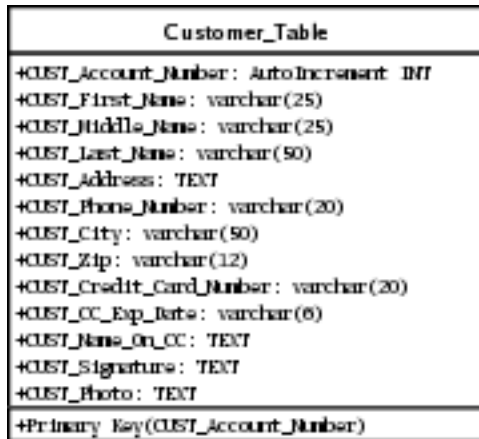 Customer_Table
+CUST_Account_Number: AutoIncrement INT
+CUST_First_Name: varchar(25)
+CUST_Middle_Name: varchar(25)
+CUST_Last_Name: varchar(50)
+CUST_Address: TEXT
+CUST_Phone_Number: varchar(20)
+CUST_City: varchar(50)
+CUST_Zip: varchar(12)
+CUST_Credit_Card_Number: varchar(20)
+CUST_CC_Exp_Date: varchar(6)
+CUST_Name_On_CC: TEXT
+CUST_Signature: TEXT
+CUST_Photo: TEXT
+Primary Key(CUST_Account_Number)